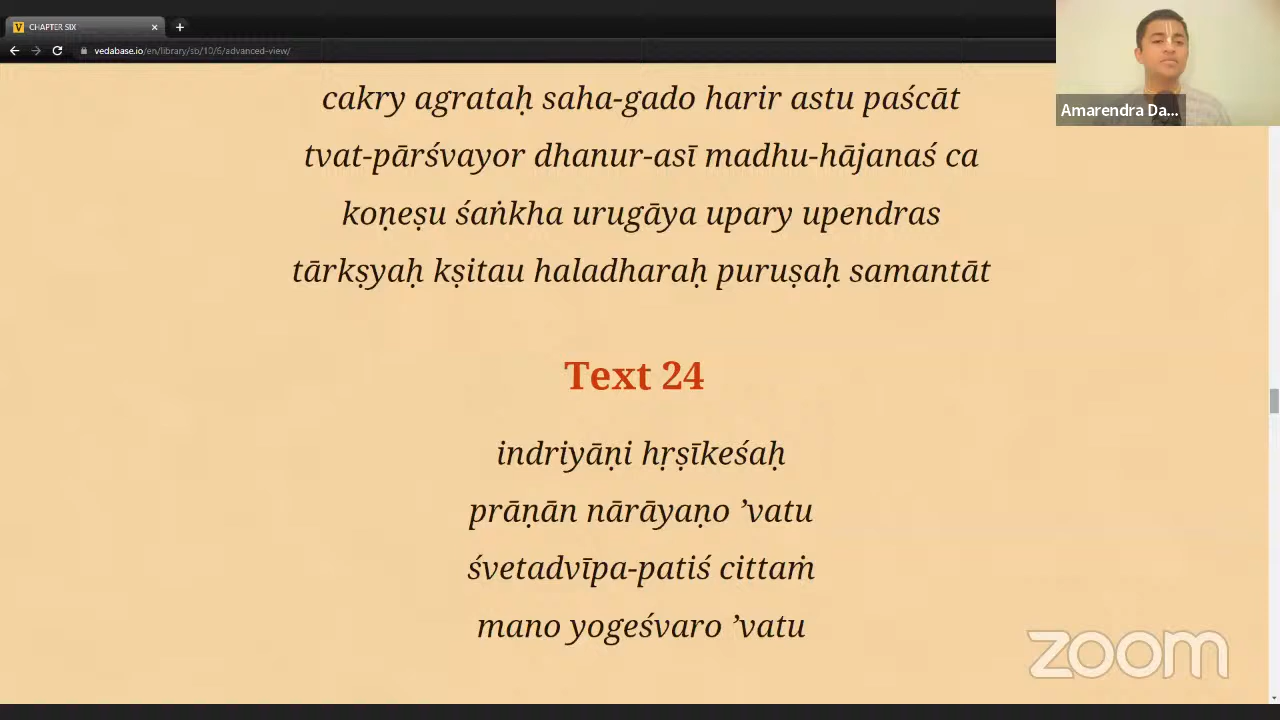 CHAPTER SIX
vedabase.io/en/library/sb/10/6/advanced-view/
Amarendra Da...
cakry agrataḥ saha-gado harir astu paścāt
tvat-pārśvayor dhanur-asī madhu-hājanaś ca
koṇeṣu śaṅkha urugāya upary upendras
tārkṣyaḥ kṣitau haladharaḥ puruṣaḥ samantāt
Text 24
indriyāṇi hṛṣīkeśaḥ
prāṇān nārāyaṇo ’vatu
śvetadvīpa-patiś cittaṁ
mano yogeśvaro ’vatu
zoom